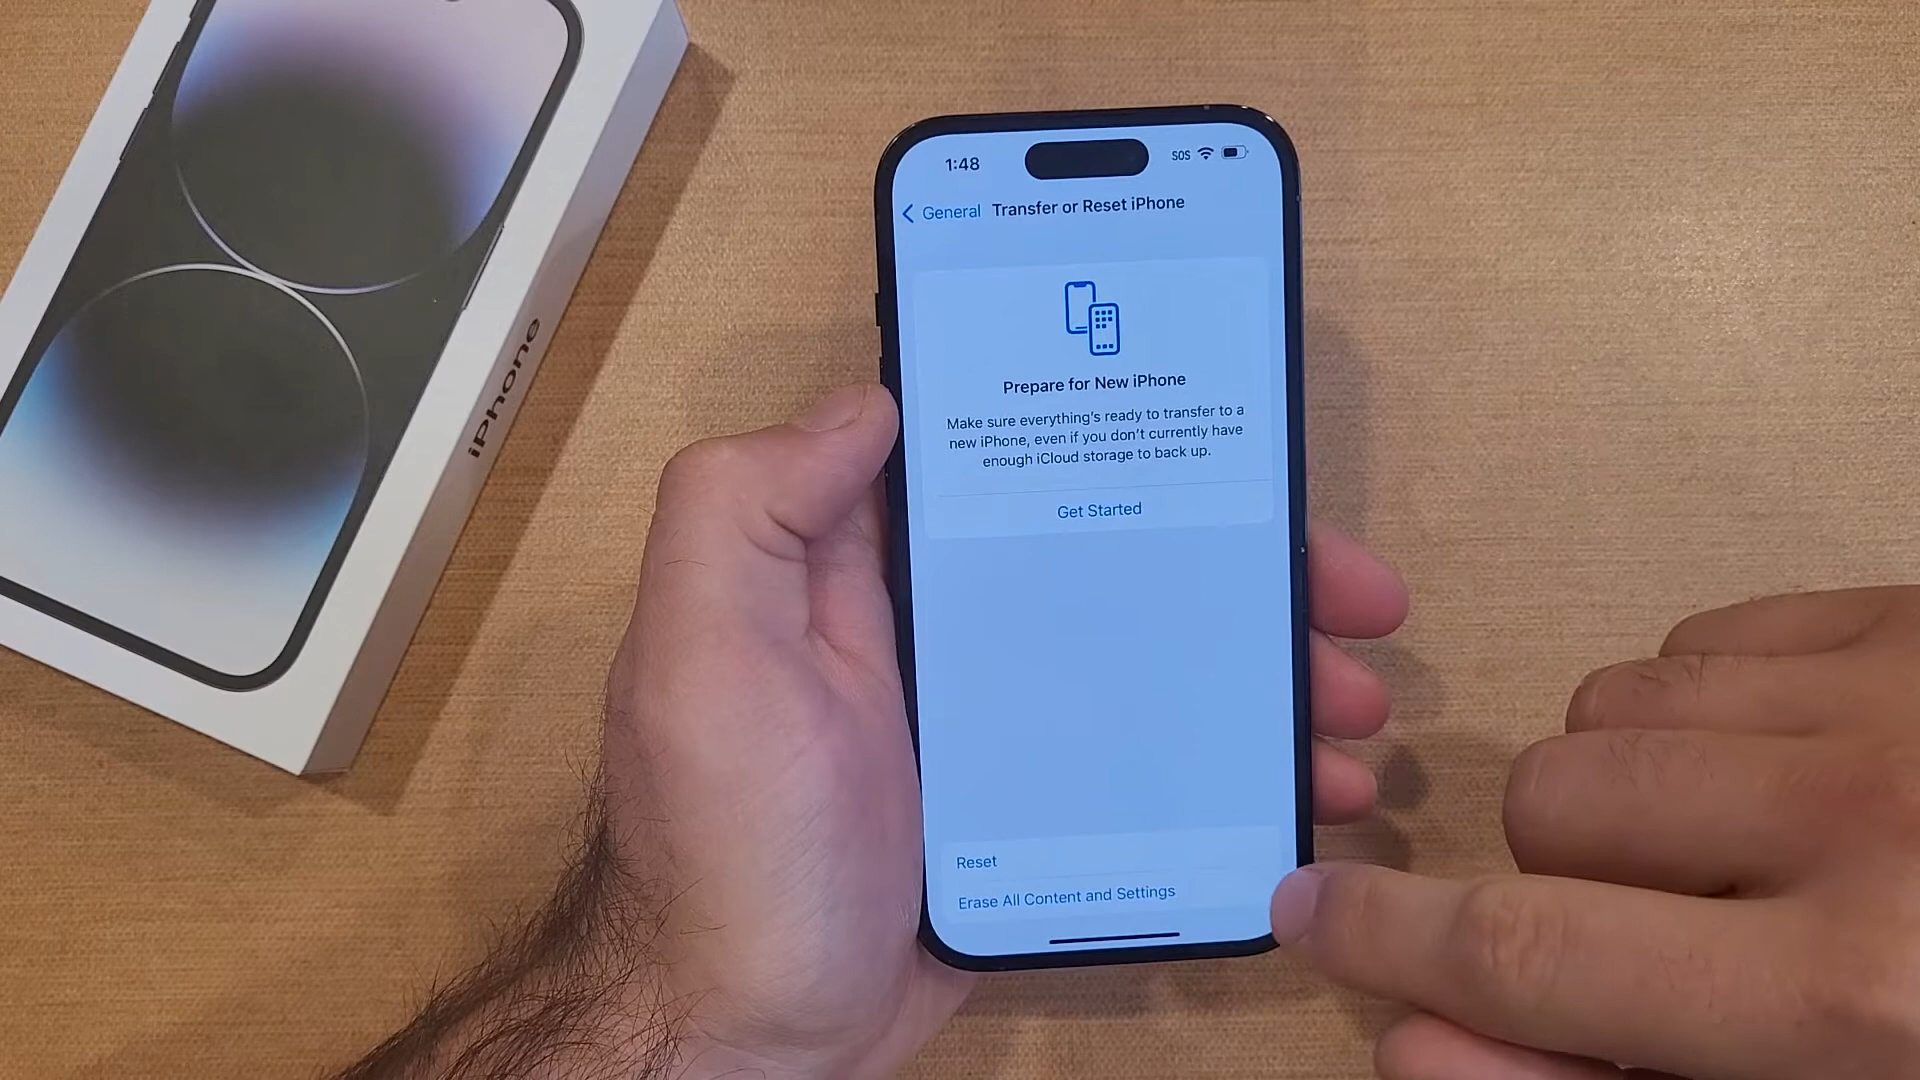 iPhone
1:48
SOS
General Transfer or Reset iPhone
Prepare for New iPhone
Make sure everything's ready to transfer to a
new iPhone, even if you don't currently have
enough iCloud storage to back up.
Get Started
Reset
Erase All Content and Settings